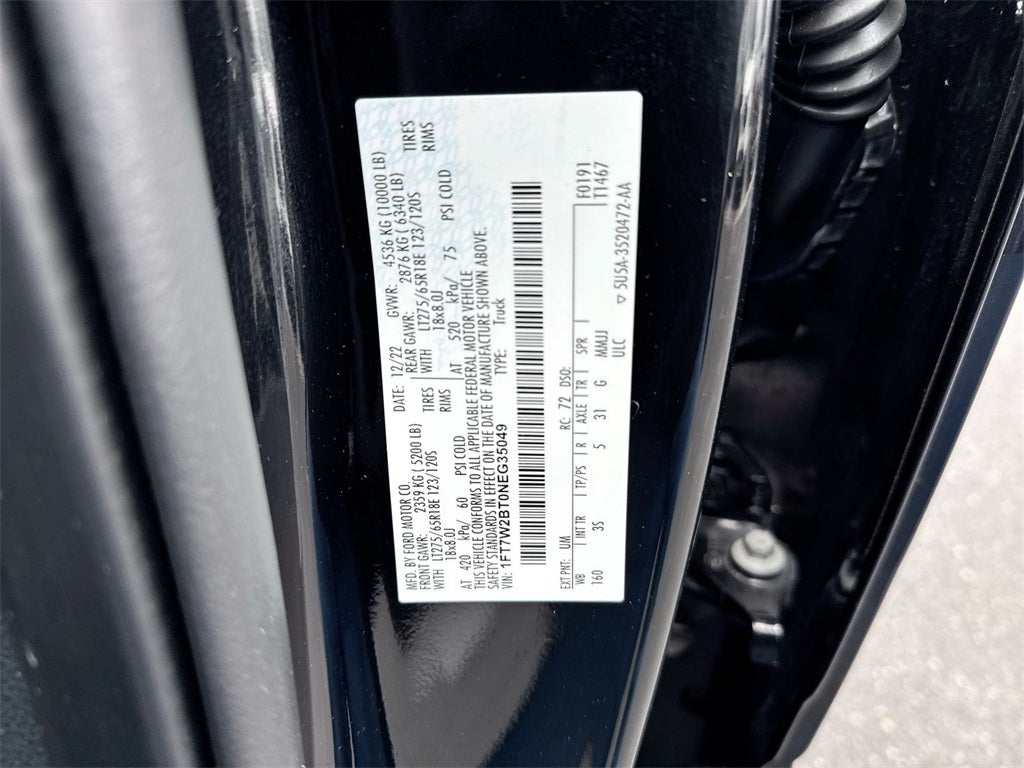 MFD. BY FORD MOTOR CO.
DATE: 12/22 GVWR: 4536 KG (10000 LB)
FRONT GAWR: 2359KG ( 5200 LB) REAR GAWR: 2876 KG ( 6340 LB)
WITH LT275/65R18E 123/120S TIRES WITH LT275/65R18E 123/120S TIRES
18x8.0J RIMS 18x8.0J RIMS
AT 420 kPa/ 60 PSI COLD AT 520 kPa/ 75 PSI COLD
THIS VEHICLE CONFORMS TO ALL APPLICABLE FEDERAL MOTOR VEHICLE
SAFETY STANDARDS IN EFFECT ON THE DATE OF MANUFACTURE SHOWN ABOVE.
VIN: 1FT7W2BT0NEG35049 TYPE: Truck
EXT PNT: UM RC: 72 DSO: F0191
WB INT TR TP/PS R AXLE TR SPR T1467
160 3S 5 31 G MMUJ
ULC ▽ 5U5A-3520472-AA